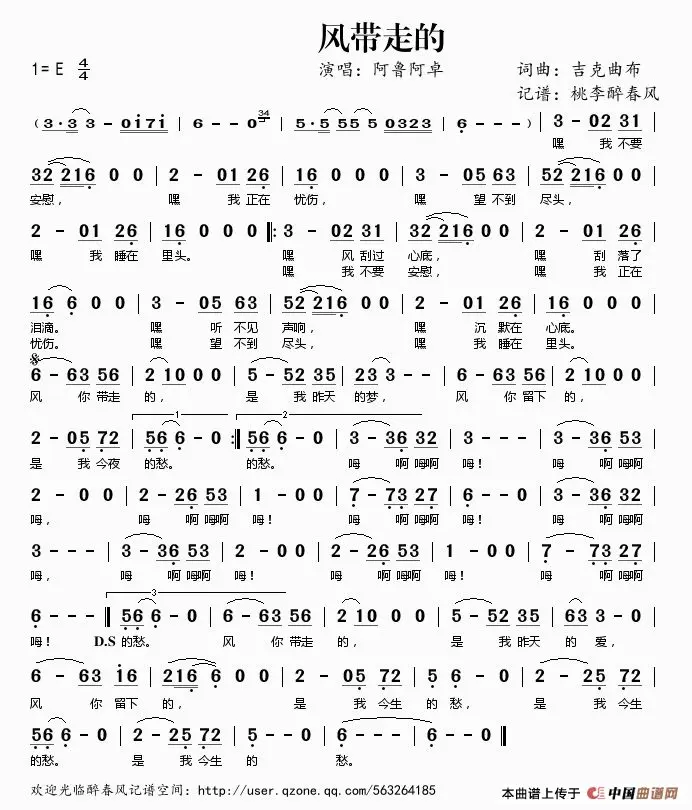 风带走的
1=E 4/4 演唱：阿鲁阿卓 词曲：吉克曲布
记谱：桃李醉春风
(3·3 3 - 0i7i | 6 - - 0 34 | 5·5 55 5 0323 | 6 - - - ) | 3 - 02 31 |
嘿 我 不要
32 216 0 0 | 2 - 01 26 | 16 0 0 0 | 3 - 05 63 | 52 216 0 0 |
安慰， 嘿 我 正在 忧伤， 嘿 望 不到 尽头，
2 - 01 26 | 16 0 0 0 ‖: 3 - 02 31 | 32 216 0 0 | 2 - 01 26 |
嘿 我 睡在 里头。 嘿 风 刮过 心底， 嘿 刮 落了
嘿 我 不要 安慰， 嘿 我 正在
16 6 0 0 | 3 - 05 63 | 52 216 0 0 | 2 - 01 26 | 16 0 0 0 |
泪滴。 嘿 听 不见 声响， 嘿 沉 默在 心底。
忧伤。 嘿 望 不到 尽头， 嘿 我 睡在 里头。
6 - 63 56 | 2 10 0 0 | 5 - 52 35 | 2 23 3 - | 6 - 63 56 | 2 10 0 0 |
风 你 带走 的， 是 我 昨天 的 梦， 风 你 留下 的，
1 2
2 - 05 72 | 56 6 - 0 :‖ 56 6 - 0 | 3 - 36 32 | 3 - - - | 3 - 36 53 |
是 我 今夜 的愁。 的愁。 呣 啊 呣啊 呣！ 呣 啊 呣啊
2 - 0 0 | 2 - 26 53 | 1 - 0 0 | 7 - 73 27 | 6 - - - | 3 - 36 32 |
呣， 呣 啊 呣啊 呣！ 呣 啊 呣啊 呣！ 呣 啊 呣啊
3 - - - | 3 - 36 53 | 2 - 0 0 | 2 - 26 53 | 1 - 0 0 | 7 - 73 27 |
呣， 呣 啊 呣啊 呣！ 呣 啊 呣啊 呣！ 呣 啊 呣啊
3
6 - - - ‖ 56 6 - 0 | 6 - 63 56 | 2 10 0 0 | 5 - 52 35 | 63 3 - 0 |
呣！ D.S 的愁。 风 你 带走 的， 是 我 昨天 的 爱，
6 - 63 i6 | 216 6 0 0 | 2 - 05 72 | 6 - 5 6 | 6 - - 0 | 2 - 25 72 |
风 你 留下 的， 是 我 今生 的 愁， 是 我 今生
56 6 - 0 | 2 - 25 72 | 5 - - 0 | 6 - - 0 ‖
的愁。 是 我 今生 的 愁。
欢迎光临醉春风记谱空间：http://user.qzone.qq.com/563264185
本曲谱上传于 中国曲谱网